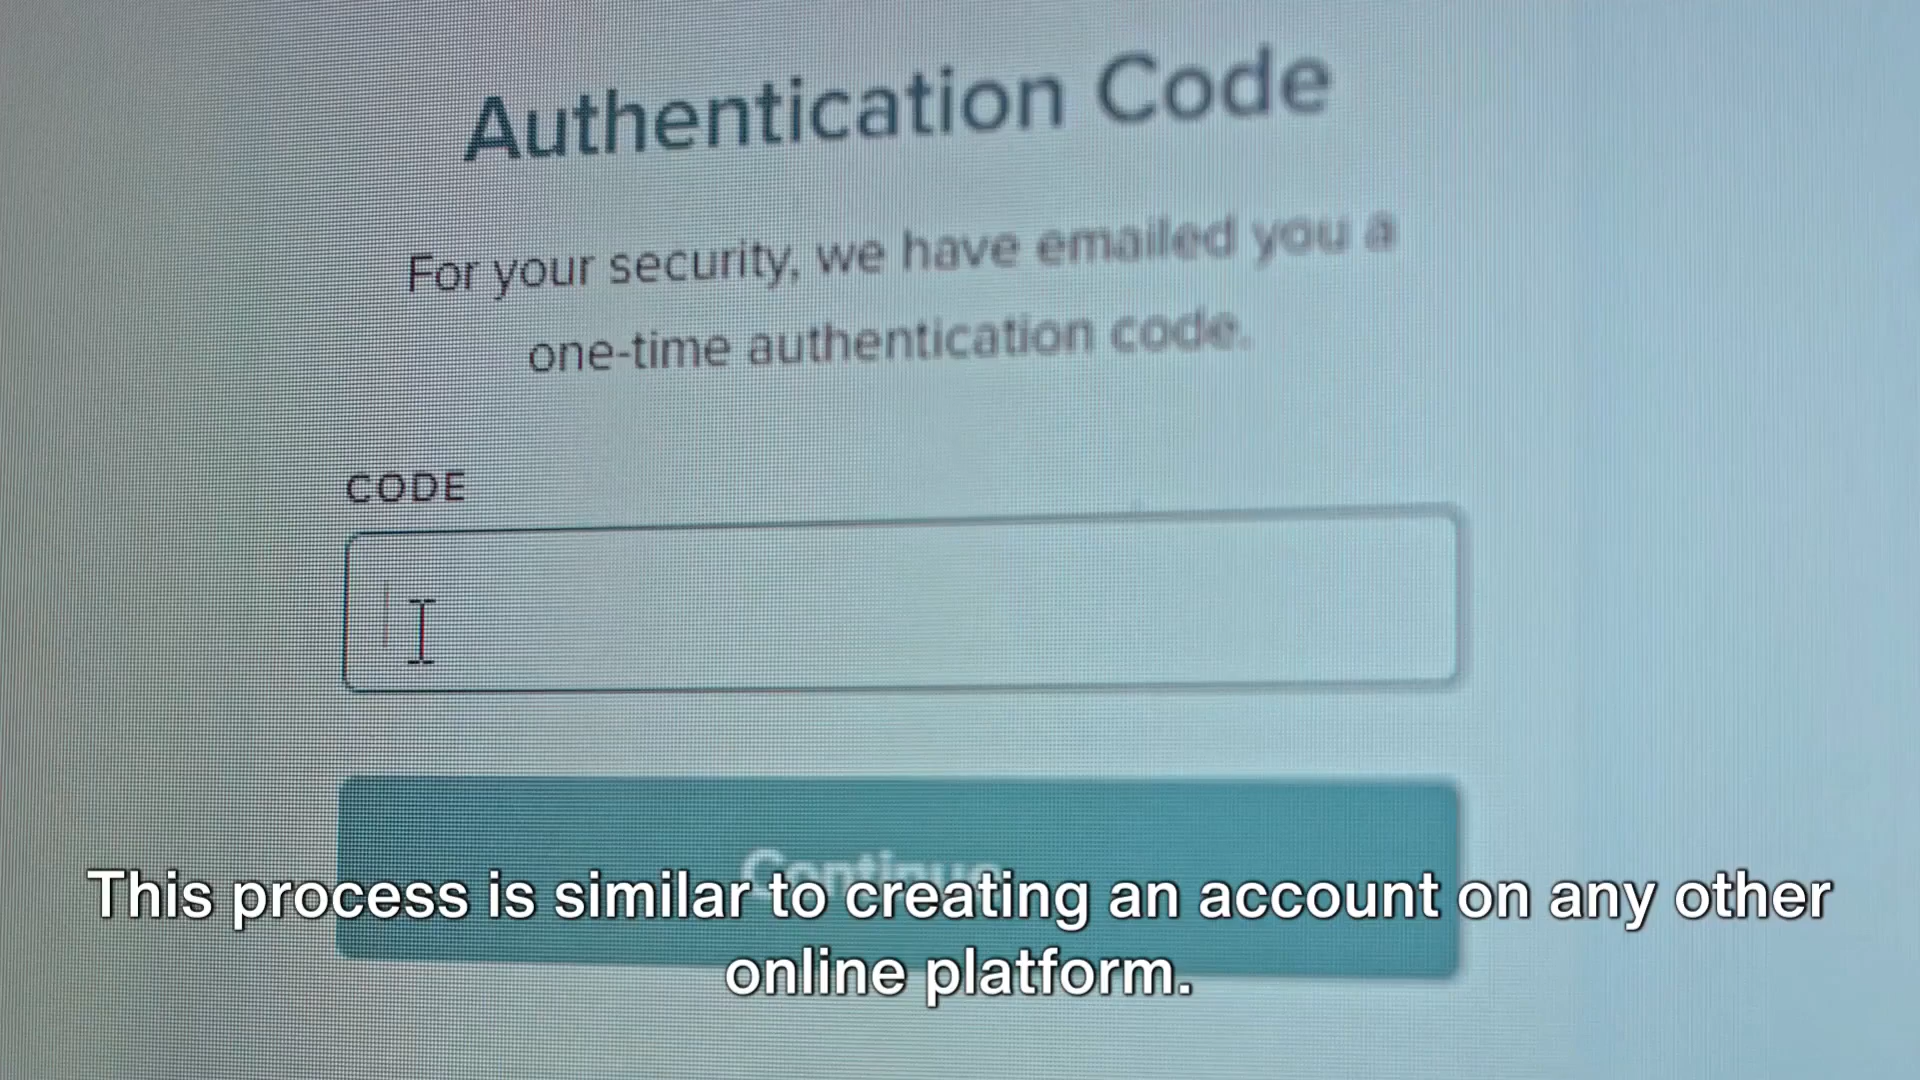 Authentication Code
For your security, we have emailed you a
one-time authentication code.
CODE
Continue
This process is similar to creating an account on any other
online platform.